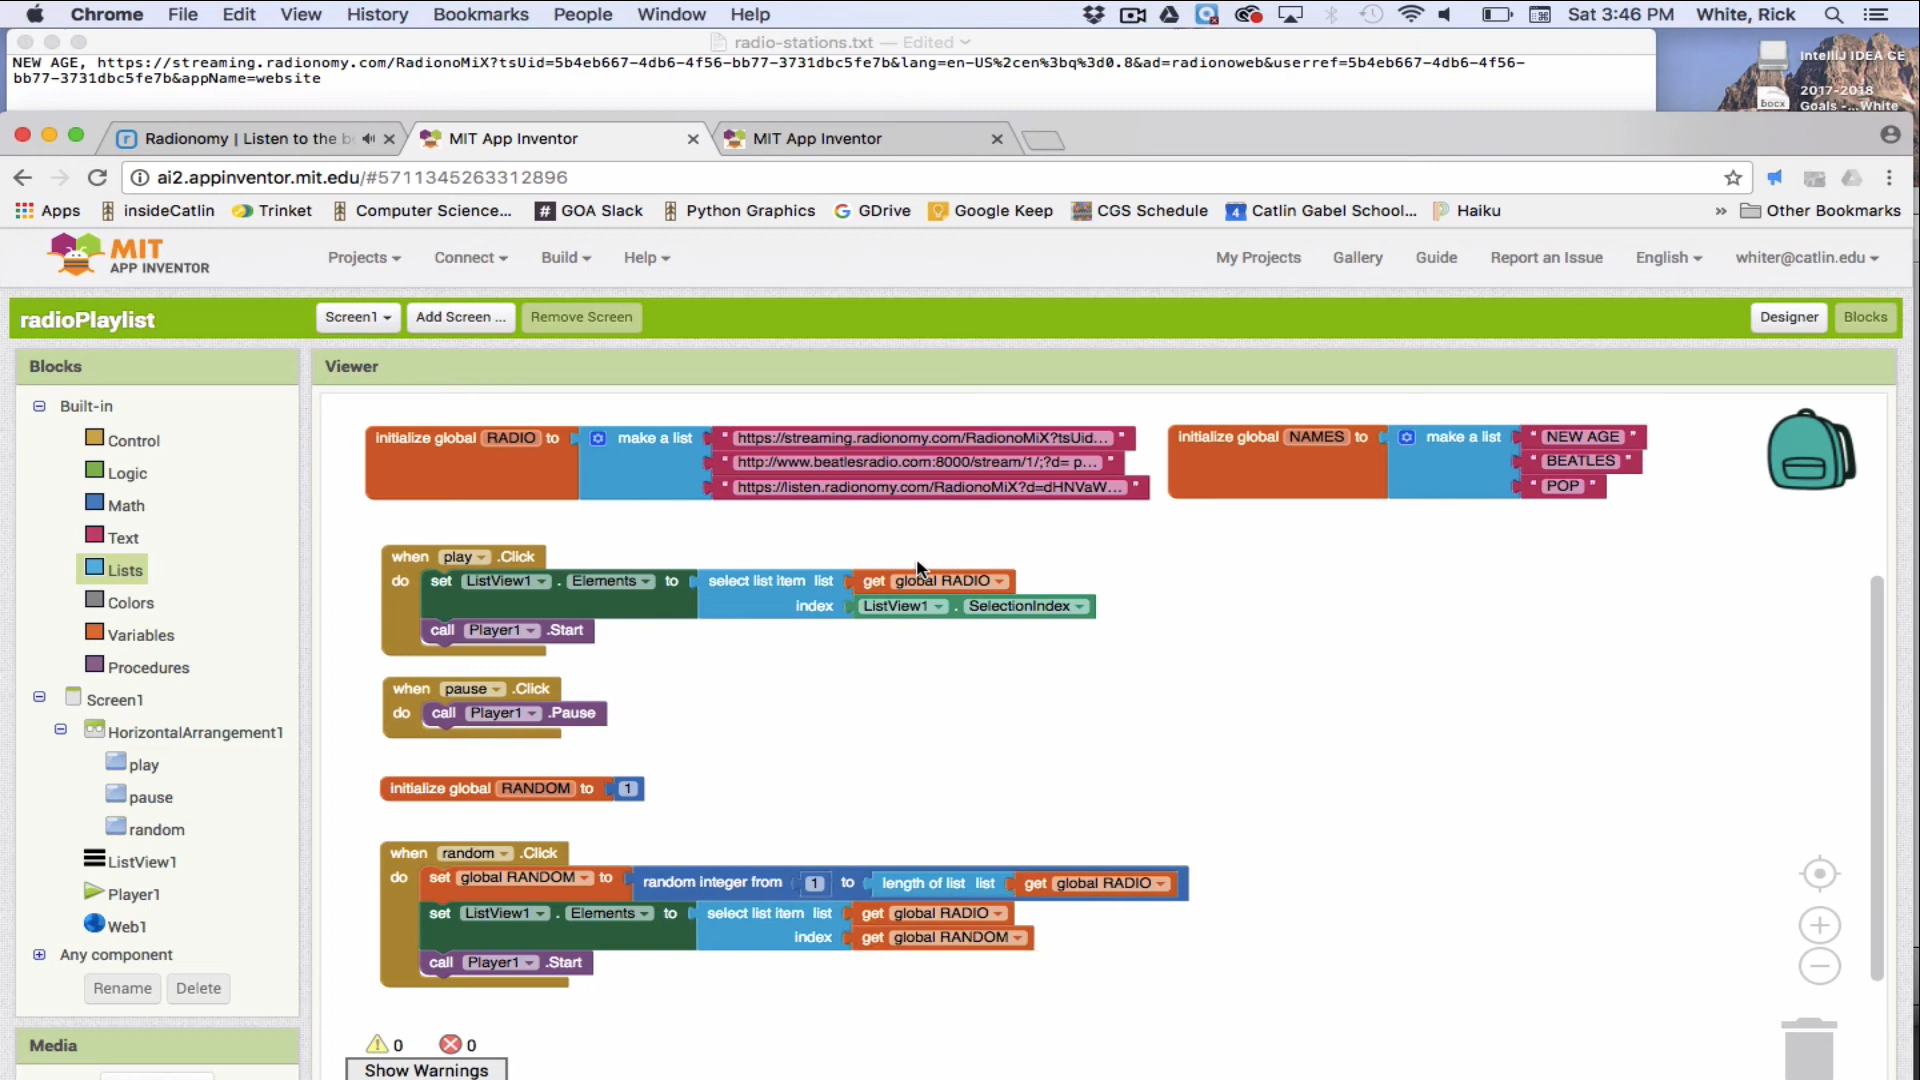 Chrome File Edit View History Bookmarks People Window Help Sat 3:46 PM White, Rick
radio-stations.txt — Edited
NEW AGE, https://streaming.radionomy.com/RadionoMiX?tsUid=5b4eb667-4db6-4f56-bb77-3731dbc5fe7b&lang=en-US%2cen%3bq%3d0.8&ad=radionoweb&userref=5b4eb667-4db6-4f56-
bb77-3731dbc5fe7b&appName=website
IntelliJ IDEA CE
2017-2018
Goals -...White
Radionomy | Listen to the b MIT App Inventor MIT App Inventor
ai2.appinventor.mit.edu/#5711345263312896
Apps insideCatlin Trinket Computer Science... # GOA Slack Python Graphics GDrive Google Keep CGS Schedule 4 Catlin Gabel School... Haiku » Other Bookmarks
MIT
APP INVENTOR
Projects Connect Build Help My Projects Gallery Guide Report an Issue English whiter@catlin.edu
radioPlaylist Screen1 Add Screen ... Remove Screen Designer Blocks
Blocks
Viewer
Built-in
Control
Logic
Math
Text
Lists
Colors
Variables
Procedures
Screen1
HorizontalArrangement1
play
pause
random
ListView1
Player1
Web1
Any component
Rename Delete
Media
initialize global RADIO to make a list " https://streaming.radionomy.com/RadionoMiX?tsUid... "
" http://www.beatlesradio.com:8000/stream/1/;?d= p... "
" https://listen.radionomy.com/RadionoMiX?d=dHNVaW... "
initialize global NAMES to make a list " NEW AGE "
" BEATLES "
" POP "
when play .Click
do set ListView1 . Elements to select list item list get global RADIO
index ListView1 . SelectionIndex
call Player1 .Start
when pause .Click
do call Player1 .Pause
initialize global RANDOM to 1
when random .Click
do set global RANDOM to random integer from 1 to length of list list get global RADIO
set ListView1 . Elements to select list item list get global RADIO
index get global RANDOM
call Player1 .Start
0 0
Show Warnings